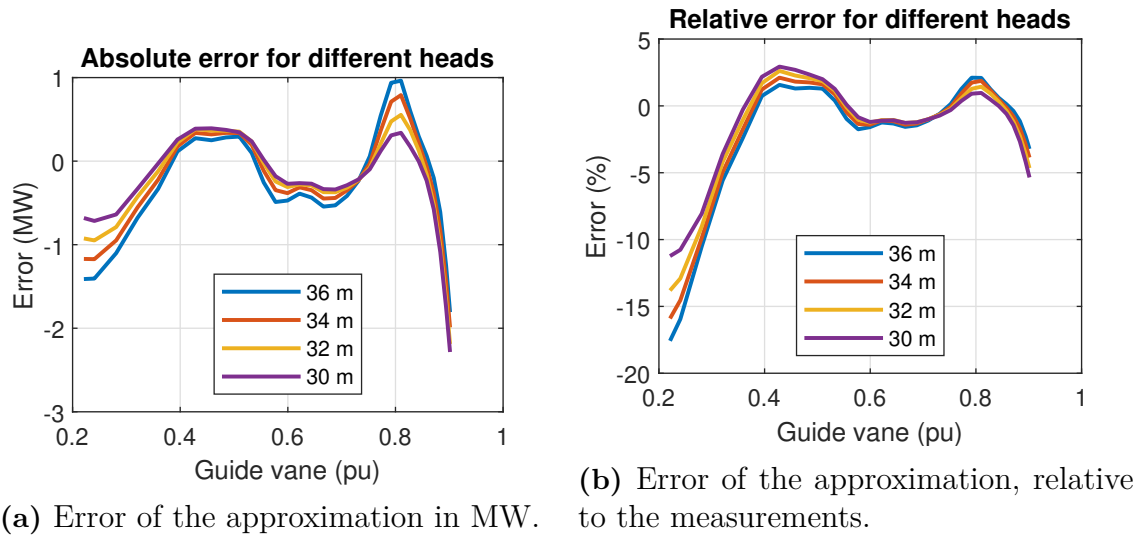 Absolute error for different heads
1
0
-1
-2
-3
Error (MW)
36 m
34 m
32 m
30 m
0.2 0.4 0.6 0.8 1
Guide vane (pu)
(a) Error of the approximation in MW.
Relative error for different heads
5
0
-5
-10
-15
-20
Error (%)
36 m
34 m
32 m
30 m
0.2 0.4 0.6 0.8 1
Guide vane (pu)
(b) Error of the approximation, relative
to the measurements.